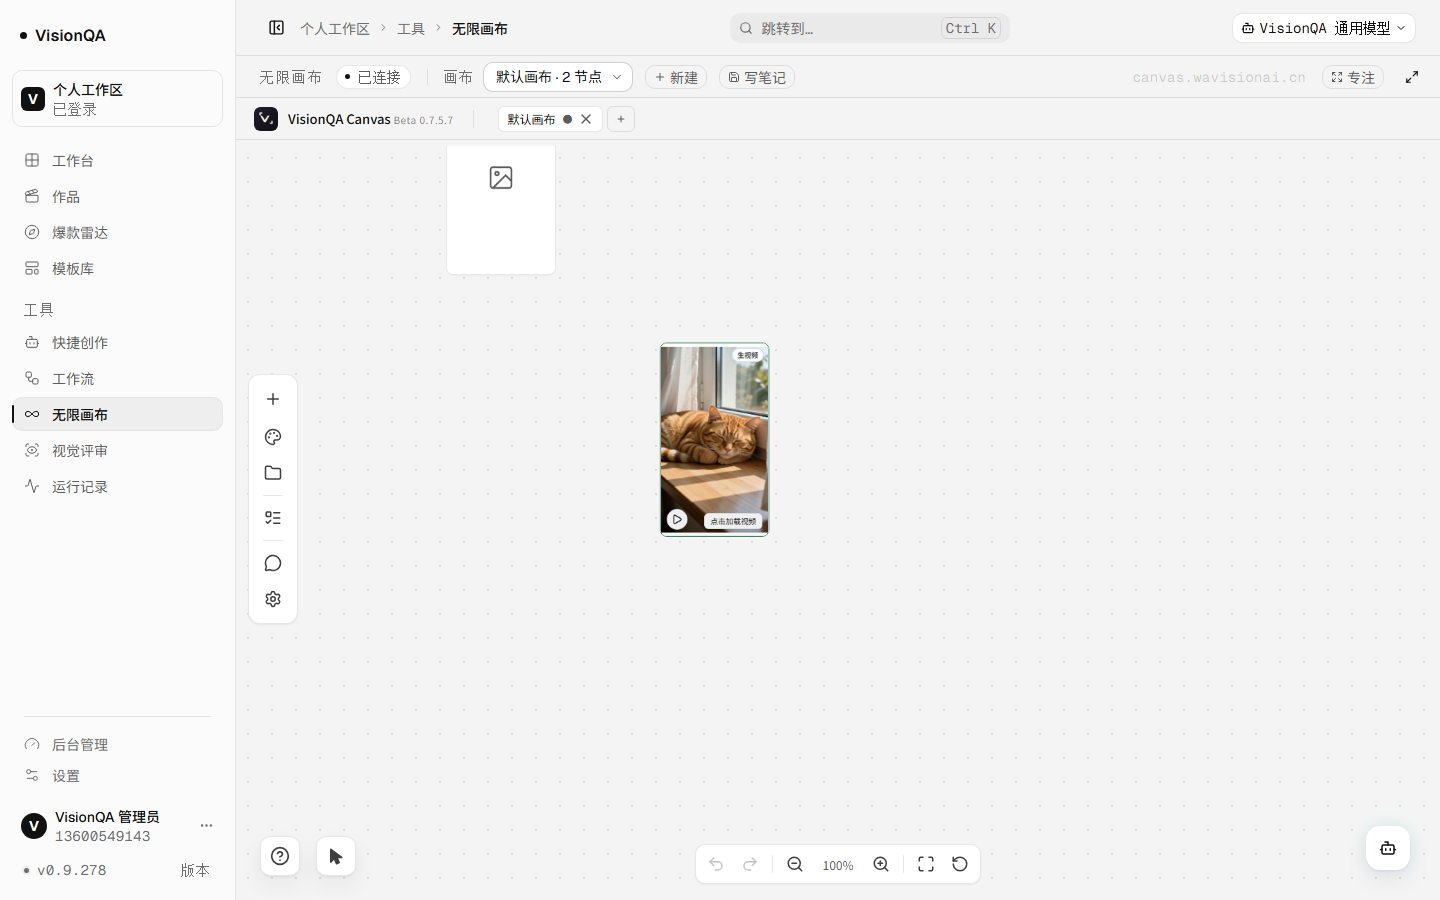 VisionQA
V
个人工作区
已登录
工作台
作品
爆款雷达
模板库
工具
快捷创作
工作流
无限画布
视觉评审
运行记录
后台管理
设置
V
VisionQA 管理员
13600549143
v0.9.278
版本
个人工作区
工具
无限画布
跳转到...
Ctrl K
VisionQA 通用模型
无限画布
已连接
画布
默认画布 · 2 节点
新建
写笔记
canvas.wavisionai.cn
专注
VisionQA Canvas Beta 0.7.5.7
默认画布
生视频
点击加载视频
100%